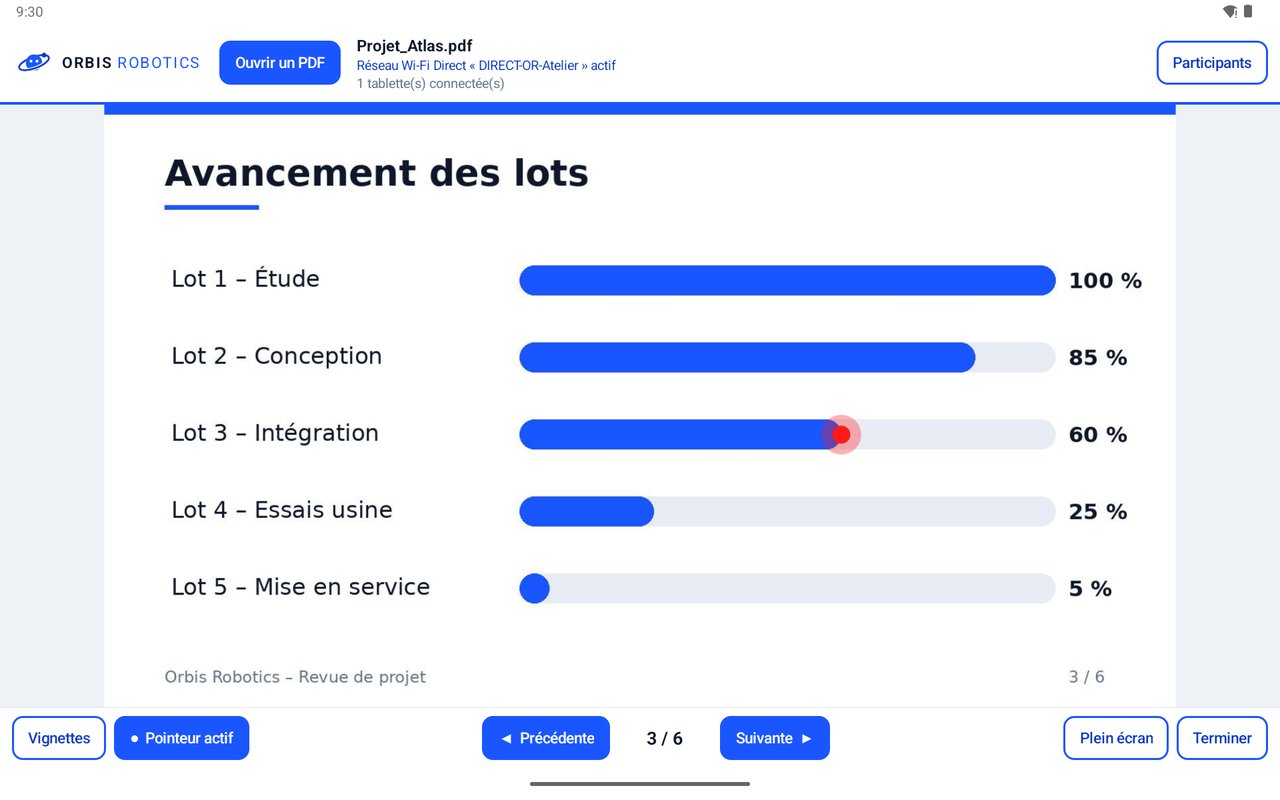 9:30
ORBIS ROBOTICS
Ouvrir un PDF
Projet_Atlas.pdf
Réseau Wi-Fi Direct « DIRECT-OR-Atelier » actif
1 tablette(s) connectée(s)
Participants
Avancement des lots
Lot 1 – Étude 100 %
Lot 2 – Conception 85 %
Lot 3 – Intégration 60 %
Lot 4 – Essais usine 25 %
Lot 5 – Mise en service 5 %
Orbis Robotics – Revue de projet 3 / 6
Vignettes ● Pointeur actif ◄ Précédente 3 / 6 Suivante ► Plein écran Terminer